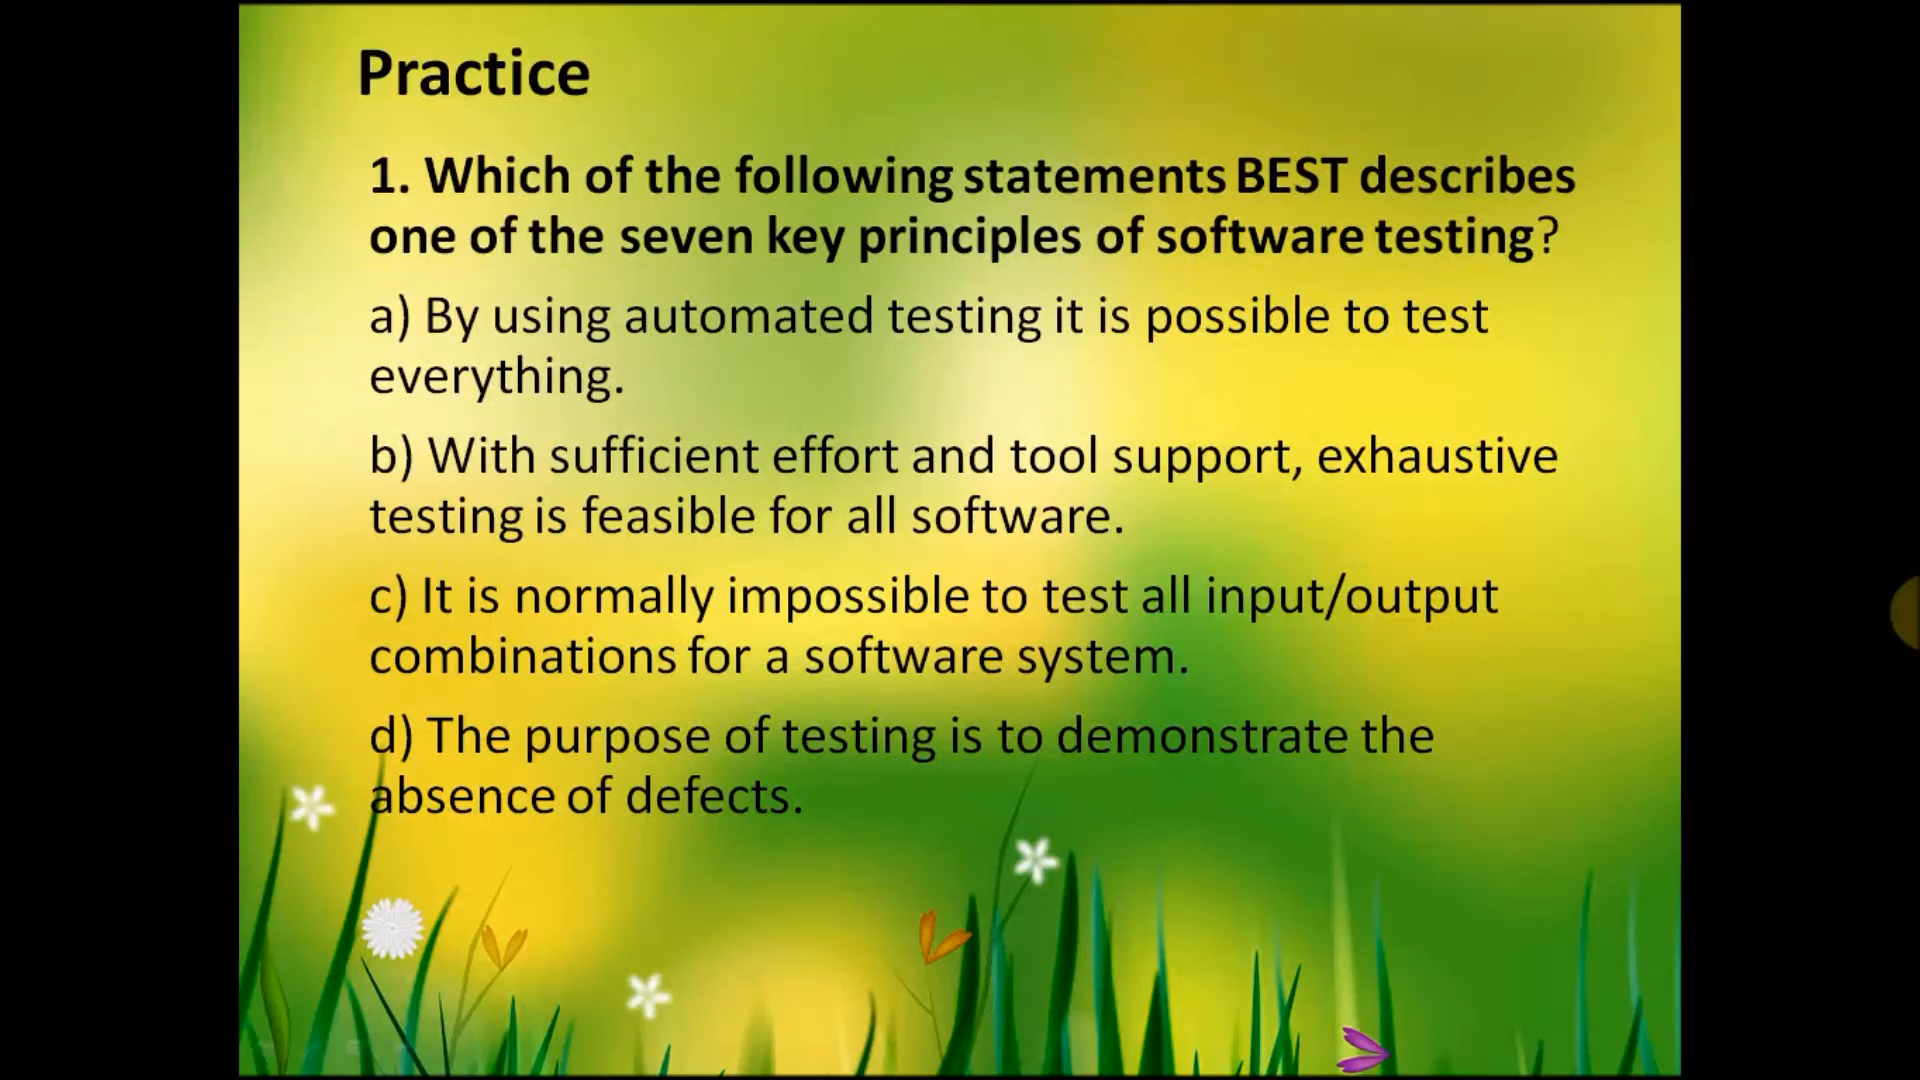 Practice
1. Which of the following statements BEST describes
one of the seven key principles of software testing?
a) By using automated testing it is possible to test
everything.
b) With sufficient effort and tool support, exhaustive
testing is feasible for all software.
c) It is normally impossible to test all input/output
combinations for a software system.
d) The purpose of testing is to demonstrate the
absence of defects.